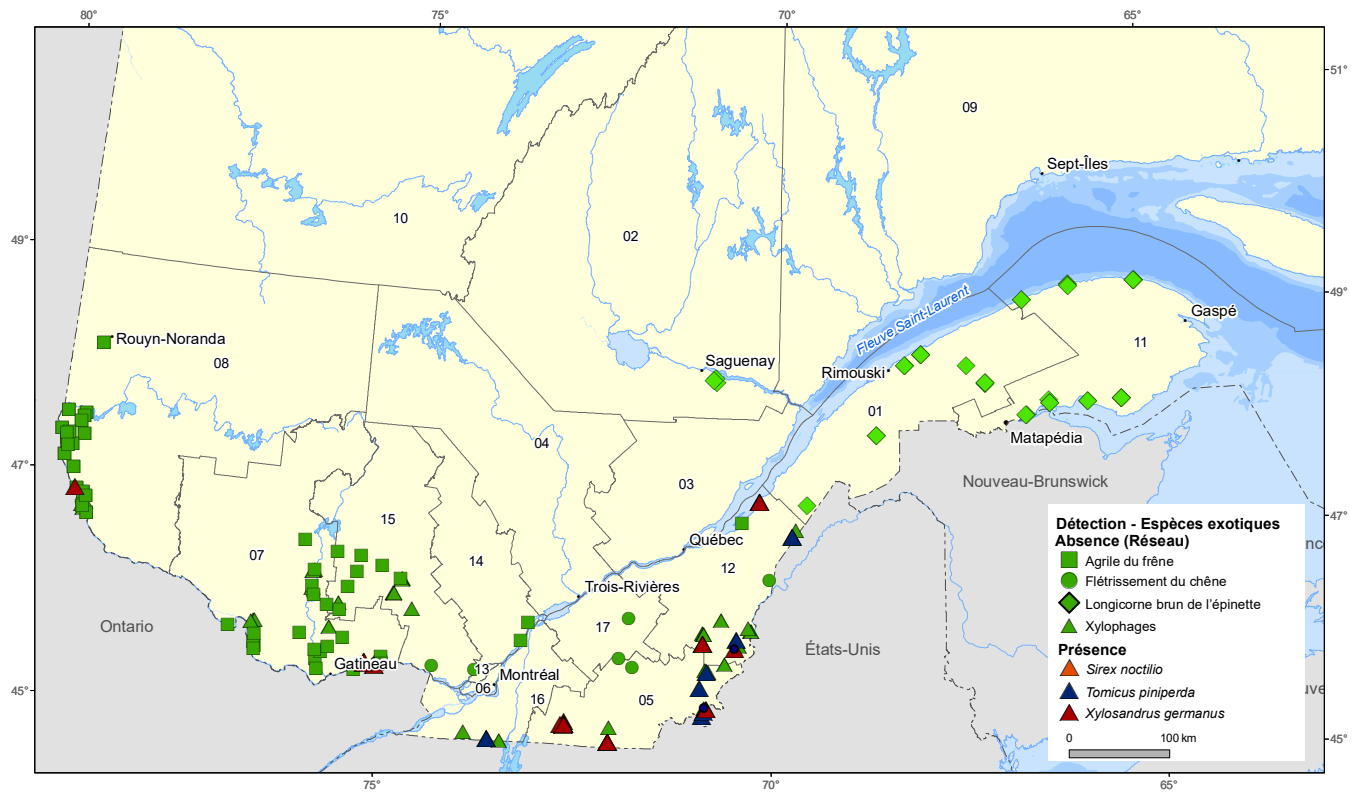 80°
75°
70°
65°
51°
09
Sept-Îles
10
02
49°
49°
Fleuve Saint-Laurent
Gaspé
Rouyn-Noranda
11
08
Saguenay
Rimouski
01
04
Matapédia
47°
03
Nouveau-Brunswick
47°
15
Québec
07
14
12
Trois-Rivières
Ontario
17
États-Unis
Gatineau
13
Montréal
06
16
05
45°
45°
Détection - Espèces exotiques
Absence (Réseau)
Agrile du frêne
Flétrissement du chêne
Longicorne brun de l'épinette
Xylophages
Présence
Sirex noctilio
Tomicus piniperda
Xylosandrus germanus
0 100 km
75°
70°
65°